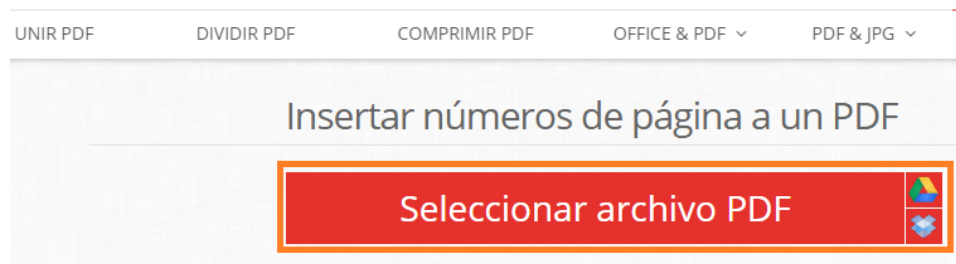 UNIR PDF DIVIDIR PDF COMPRIMIR PDF OFFICE & PDF PDF & JPG
Insertar números de página a un PDF
Seleccionar archivo PDF